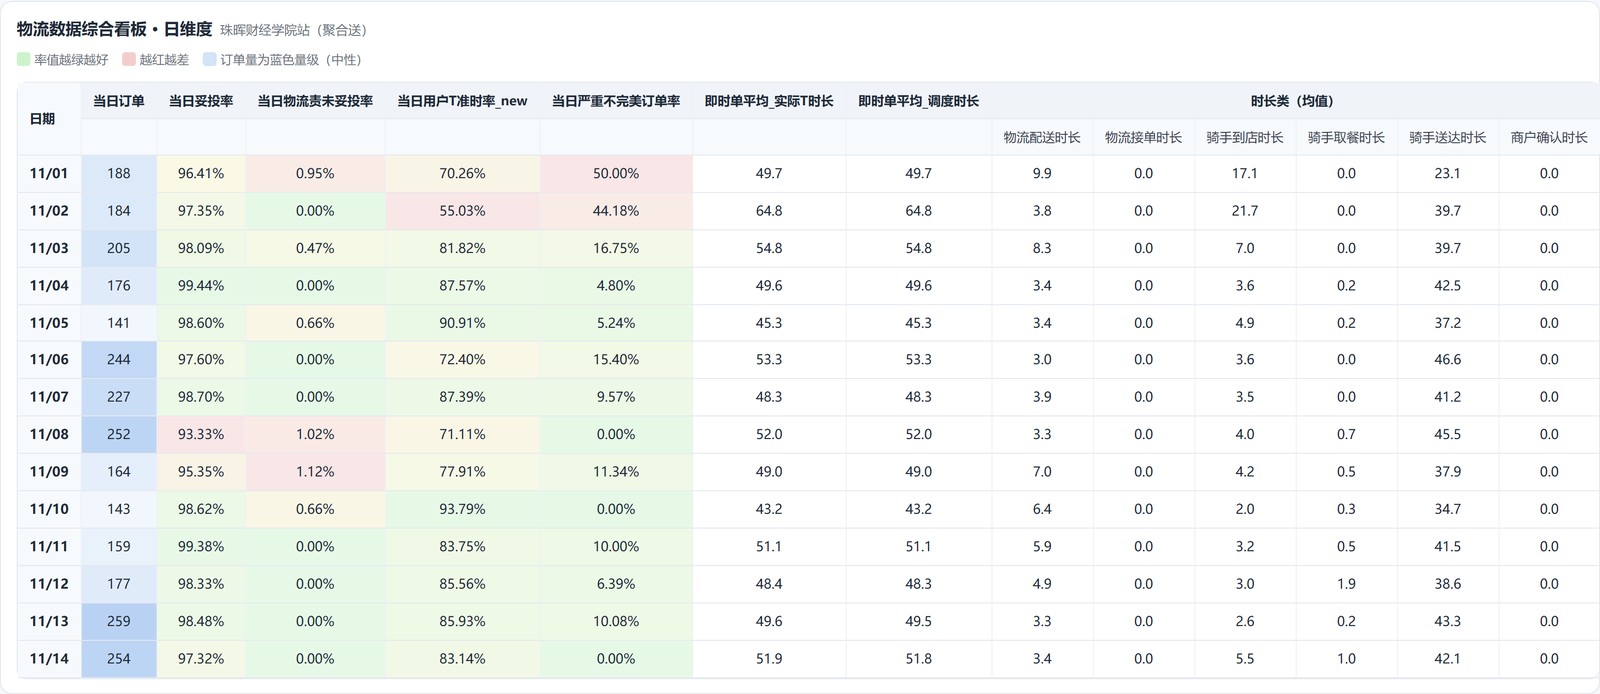 物流数据综合看板 • 日维度 珠晖财经学院站（聚合送）
率值越绿越好 越红越差 订单量为蓝色量级（中性）
日期 当日订单 当日妥投率 当日物流责未妥投率 当日用户T准时率_new 当日严重不完美订单率 即时单平均_实际T时长 即时单平均_调度时长 时长类（均值）
物流配送时长 物流接单时长 骑手到店时长 骑手取餐时长 骑手送达时长 商户确认时长
11/01 188 96.41% 0.95% 70.26% 50.00% 49.7 49.7 9.9 0.0 17.1 0.0 23.1 0.0
11/02 184 97.35% 0.00% 55.03% 44.18% 64.8 64.8 3.8 0.0 21.7 0.0 39.7 0.0
11/03 205 98.09% 0.47% 81.82% 16.75% 54.8 54.8 8.3 0.0 7.0 0.0 39.7 0.0
11/04 176 99.44% 0.00% 87.57% 4.80% 49.6 49.6 3.4 0.0 3.6 0.2 42.5 0.0
11/05 141 98.60% 0.66% 90.91% 5.24% 45.3 45.3 3.4 0.0 4.9 0.2 37.2 0.0
11/06 244 97.60% 0.00% 72.40% 15.40% 53.3 53.3 3.0 0.0 3.6 0.0 46.6 0.0
11/07 227 98.70% 0.00% 87.39% 9.57% 48.3 48.3 3.9 0.0 3.5 0.0 41.2 0.0
11/08 252 93.33% 1.02% 71.11% 0.00% 52.0 52.0 3.3 0.0 4.0 0.7 45.5 0.0
11/09 164 95.35% 1.12% 77.91% 11.34% 49.0 49.0 7.0 0.0 4.2 0.5 37.9 0.0
11/10 143 98.62% 0.66% 93.79% 0.00% 43.2 43.2 6.4 0.0 2.0 0.3 34.7 0.0
11/11 159 99.38% 0.00% 83.75% 10.00% 51.1 51.1 5.9 0.0 3.2 0.5 41.5 0.0
11/12 177 98.33% 0.00% 85.56% 6.39% 48.4 48.3 4.9 0.0 3.0 1.9 38.6 0.0
11/13 259 98.48% 0.00% 85.93% 10.08% 49.6 49.5 3.3 0.0 2.6 0.2 43.3 0.0
11/14 254 97.32% 0.00% 83.14% 0.00% 51.9 51.8 3.4 0.0 5.5 1.0 42.1 0.0